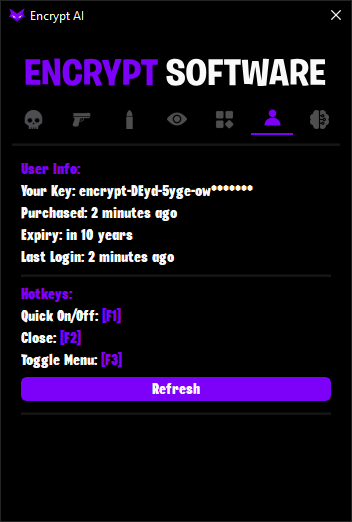 Encrypt AI
ENCRYPT SOFTWARE
User Info:
Your Key: encrypt-DEyd-5yge-ow*******
Purchased: 2 minutes ago
Expiry: in 10 years
Last Login: 2 minutes ago
Hotkeys:
Quick On/Off: [F1]
Close: [F2]
Toggle Menu: [F3]
Refresh